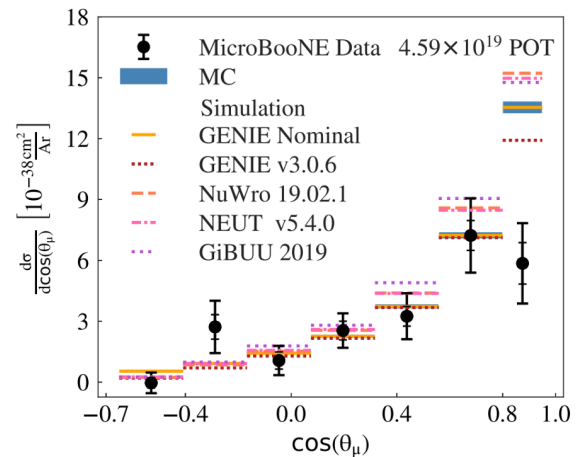 MicroBooNE Data 4.59×10¹⁹ POT
MC
Simulation
GENIE Nominal
GENIE v3.0.6
NuWro 19.02.1
NEUT v5.4.0
GiBUU 2019
18
15
12
9
6
3
0
dσ/dcos(θμ) [10⁻³⁸ cm²/Ar]
−0.7 −0.4 0.0 0.4 0.8 1.0
cos(θμ)